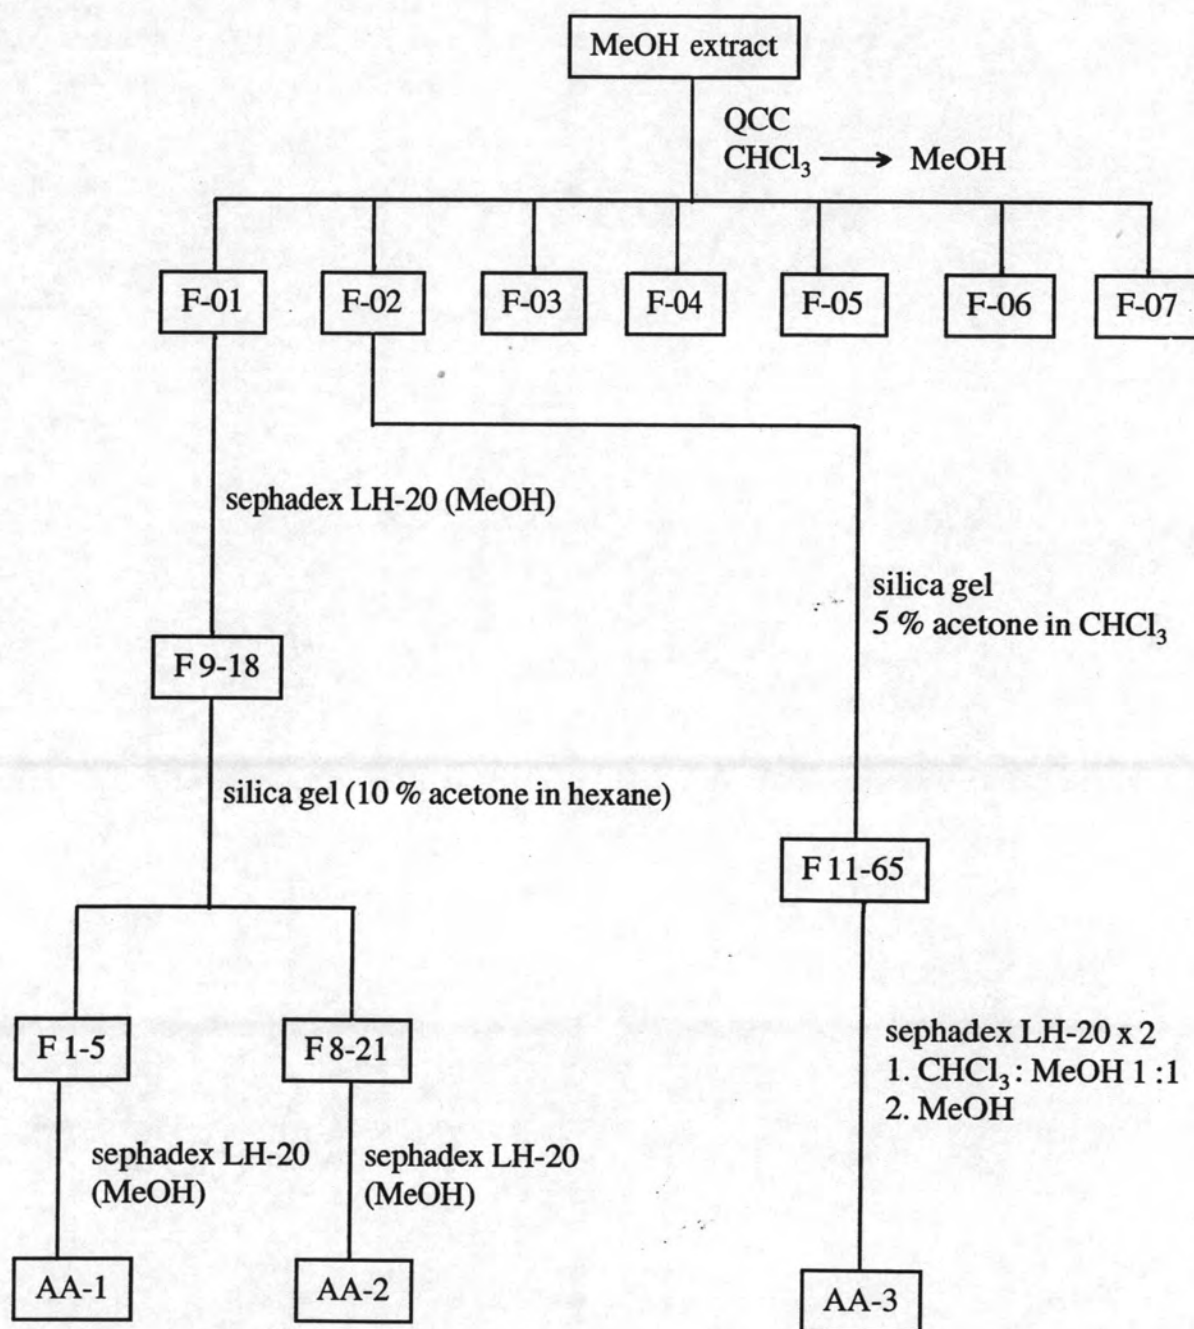 MeOH extract
QCC
CHCl₃ ⟶ MeOH
F-01 F-02 F-03 F-04 F-05 F-06 F-07
sephadex LH-20 (MeOH)
silica gel
5 % acetone in CHCl₃
F 9-18
silica gel (10 % acetone in hexane)
F 11-65
F 1-5 F 8-21
sephadex LH-20 x 2
1. CHCl₃ : MeOH 1 :1
2. MeOH
sephadex LH-20
(MeOH)
sephadex LH-20
(MeOH)
AA-1 AA-2 AA-3